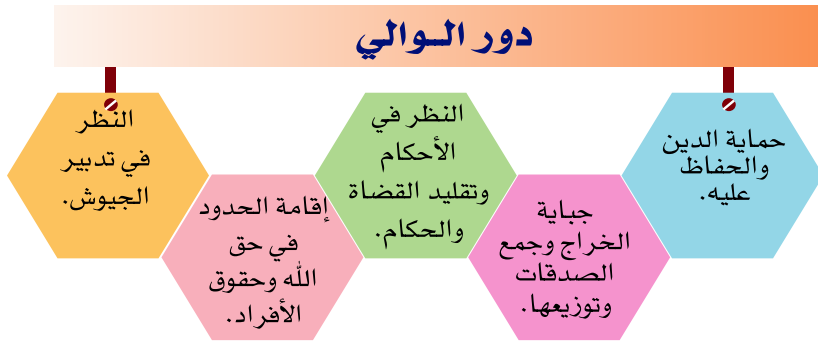 دور الـوالي
حماية الدين
والحفاظ
عليه.
جباية
الخراج وجمع
الصدقات
وتوزيعها.
النظر في
الأحكام
وتقليد القضاة
والحكام.
إقامة الحدود
في حق
الله وحقوق
الأفراد.
النظر
في تدبير
الجيوش.